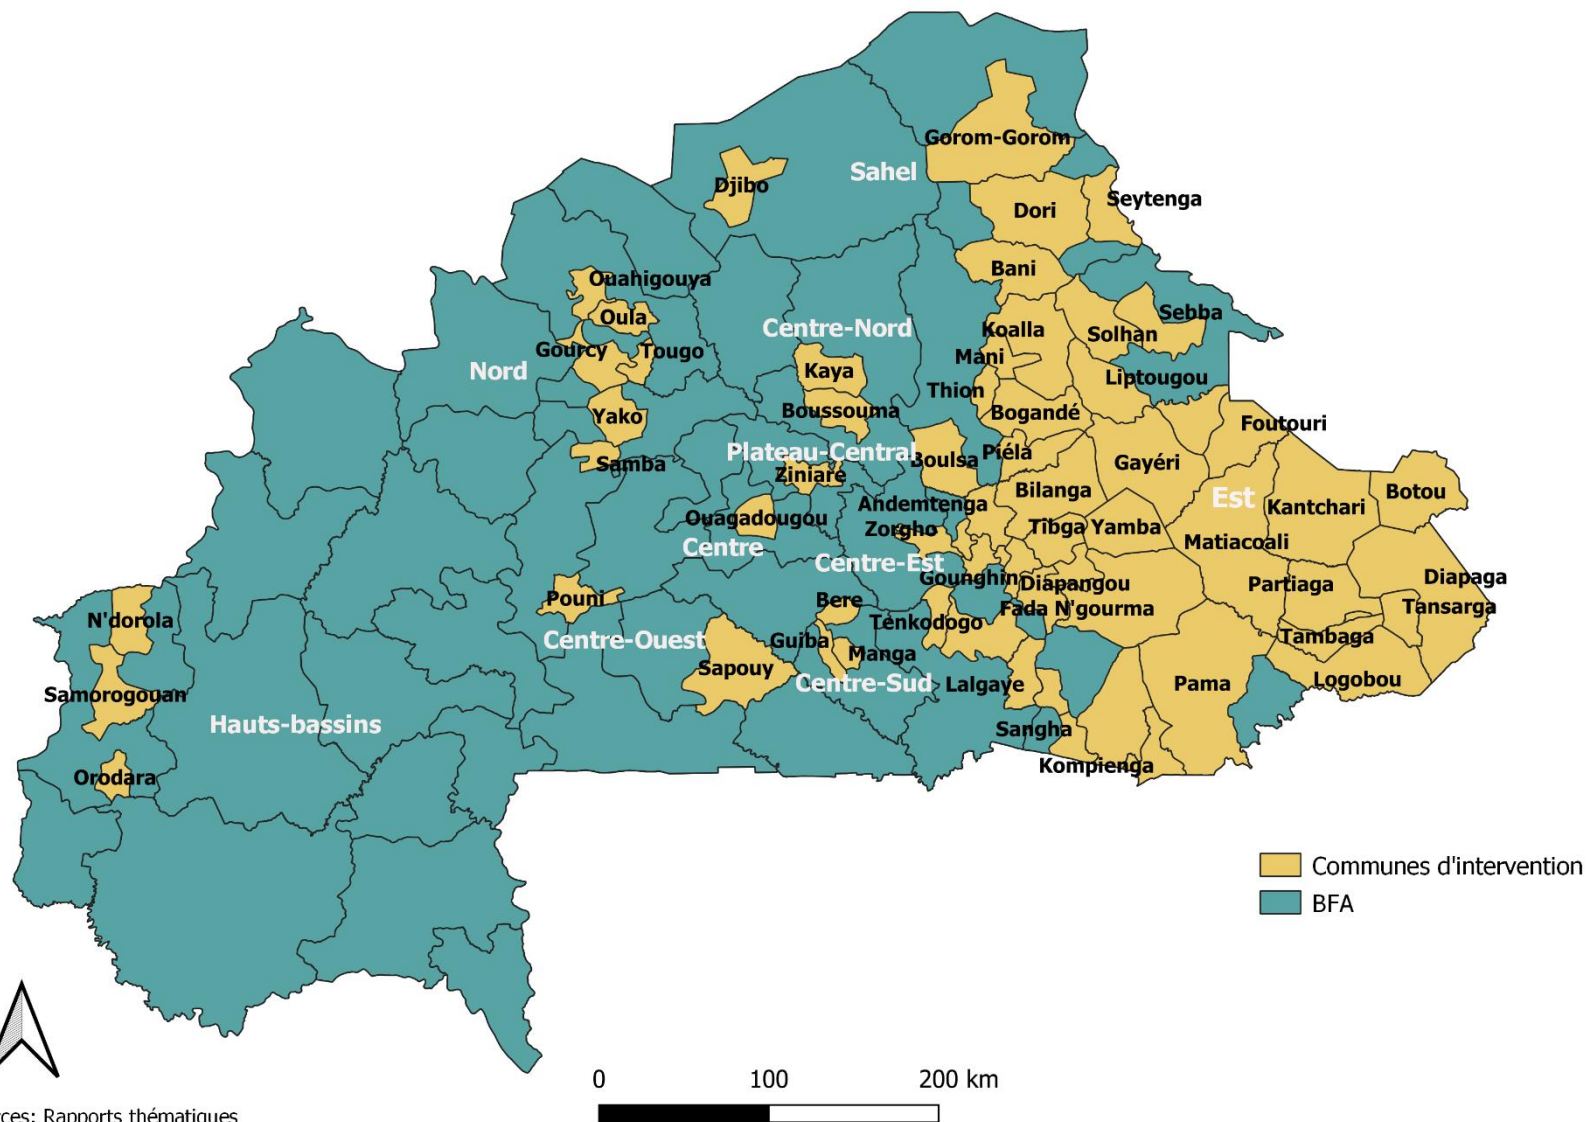 Gorom-Gorom
Sahel
Djibo
Seytenga
Dori
Bani
Ouahigouya
Oula
Sebba
Centre-Nord
Koalla
Solhan
Gourcy
Tougo
Mani
Nord
Kaya
Liptougou
Thion
Boussouma
Bogandé
Yako
Foutouri
Plateau-Central
Boulsa
Piéla
Samba
Gayéri
Ziniaré
Bilanga
Est
Botou
Andemtenga
Kantchari
Ouagadougou
Zorgho
Tibga
Yamba
Centre
Matiacoali
Centre-Est
Gounghin
Diapangou
Partiaga
Diapaga
Pouni
Bere
Fada N'gourma
Tansarga
N'dorola
Tenkodogo
Centre-Ouest
Guiba
Tambaga
Manga
Sapouy
Centre-Sud
Lalgaye
Pama
Logobou
Samorogouan
Hauts-bassins
Sangha
Kompienga
Orodara
Communes d'intervention
BFA
0 100 200 km
ces: Rapports thématiques